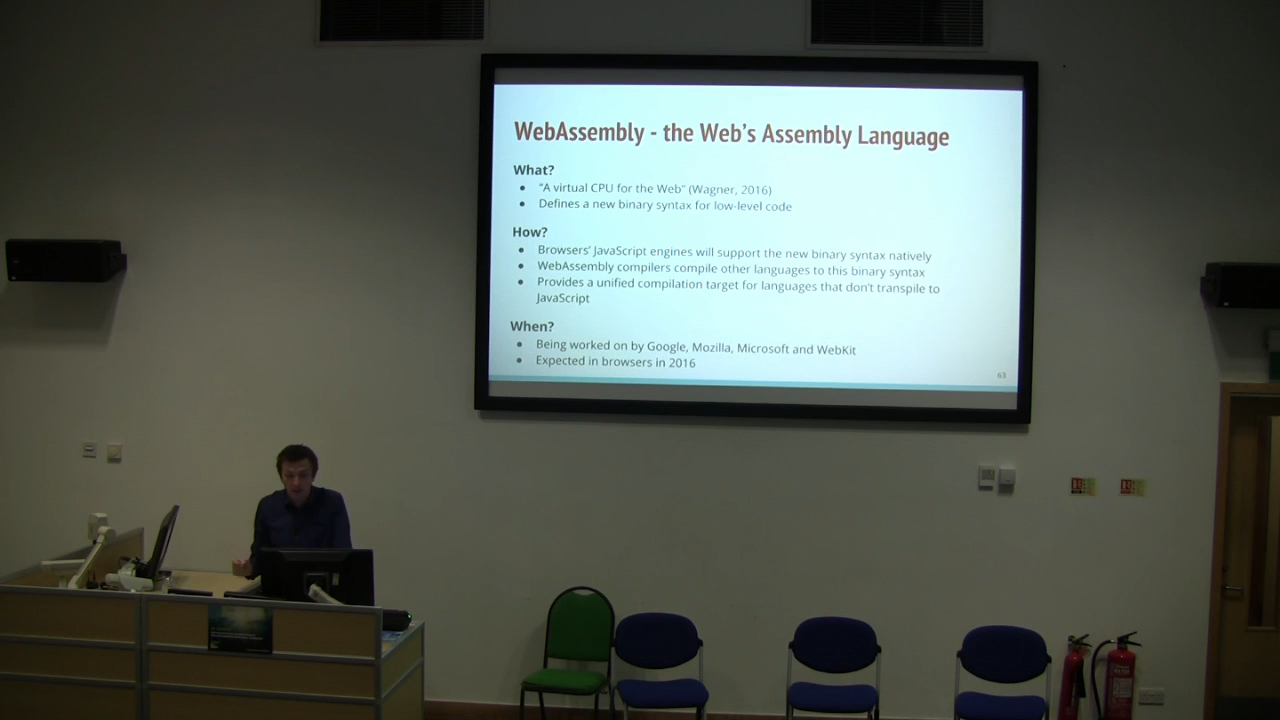 WebAssembly - the Web's Assembly Language
What?
• "A virtual CPU for the Web" (Wagner, 2016)
• Defines a new binary syntax for low-level code
How?
• Browsers' JavaScript engines will support the new binary syntax natively
• WebAssembly compilers compile other languages to this binary syntax
• Provides a unified compilation target for languages that don't transpile to
JavaScript
When?
• Being worked on by Google, Mozilla, Microsoft and WebKit
• Expected in browsers in 2016
63